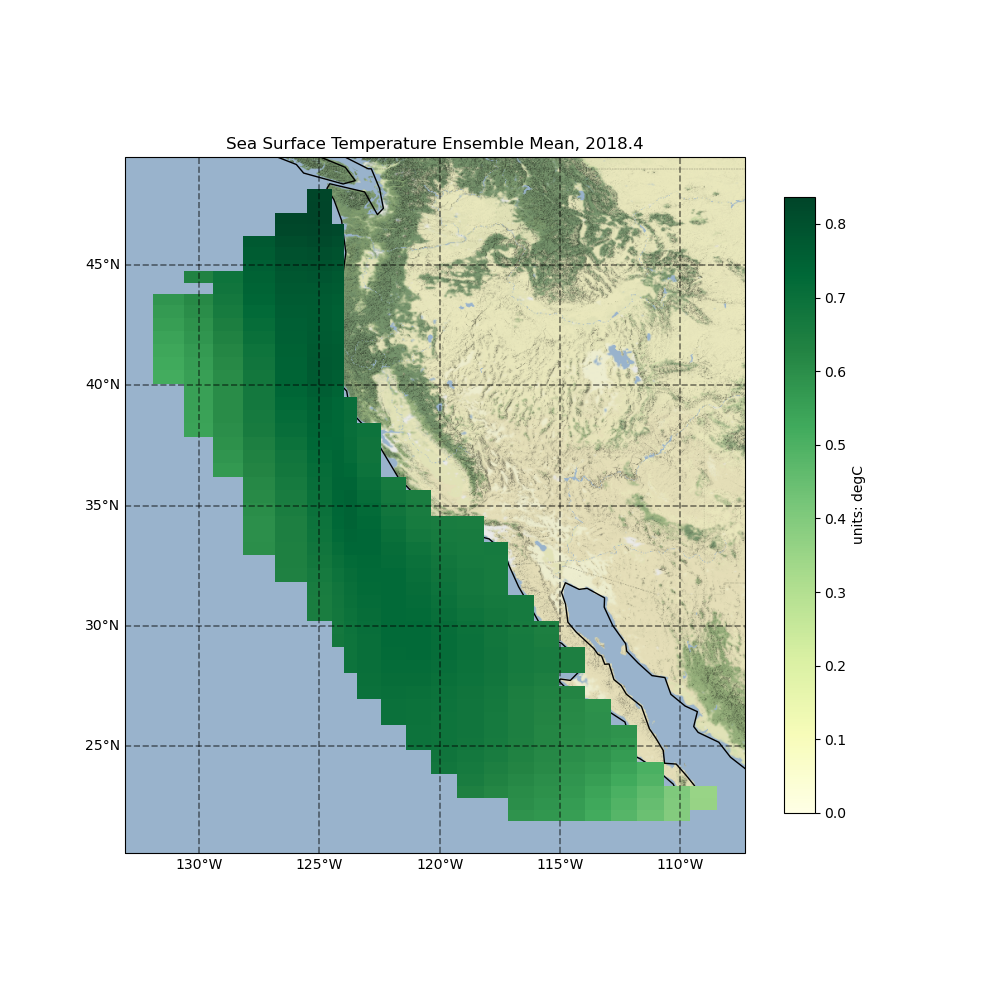 Sea Surface Temperature Ensemble Mean, 2018.4
45°N
40°N
35°N
30°N
25°N
130°W 125°W 120°W 115°W 110°W
0.8
0.7
0.6
0.5
0.4
0.3
0.2
0.1
0.0
units: degC